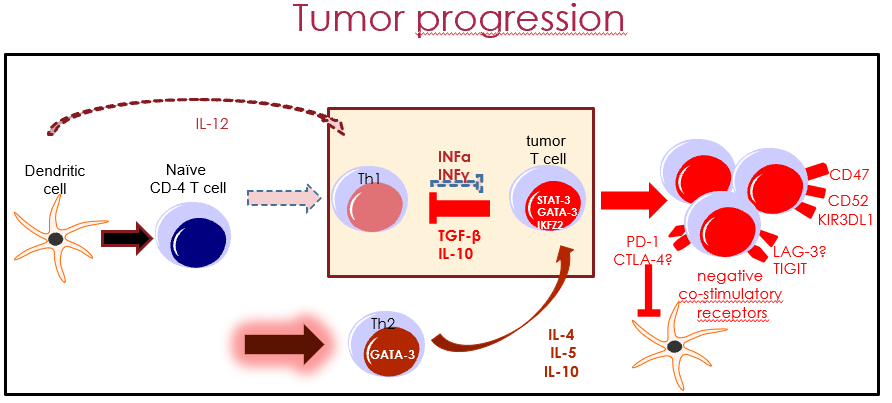 Tumor progression
IL-12
Dendritic
cell
Naïve
CD-4 T cell
Th1
INFa
INFγ
TGF-β
IL-10
tumor
T cell
STAT-3
GATA-3
IKFZ2
Th2
GATA-3
IL-4
IL-5
IL-10
CD47
CD52
KIR3DL1
PD-1
CTLA-4?
LAG-3?
TIGIT
negative
co-stimulatory
receptors